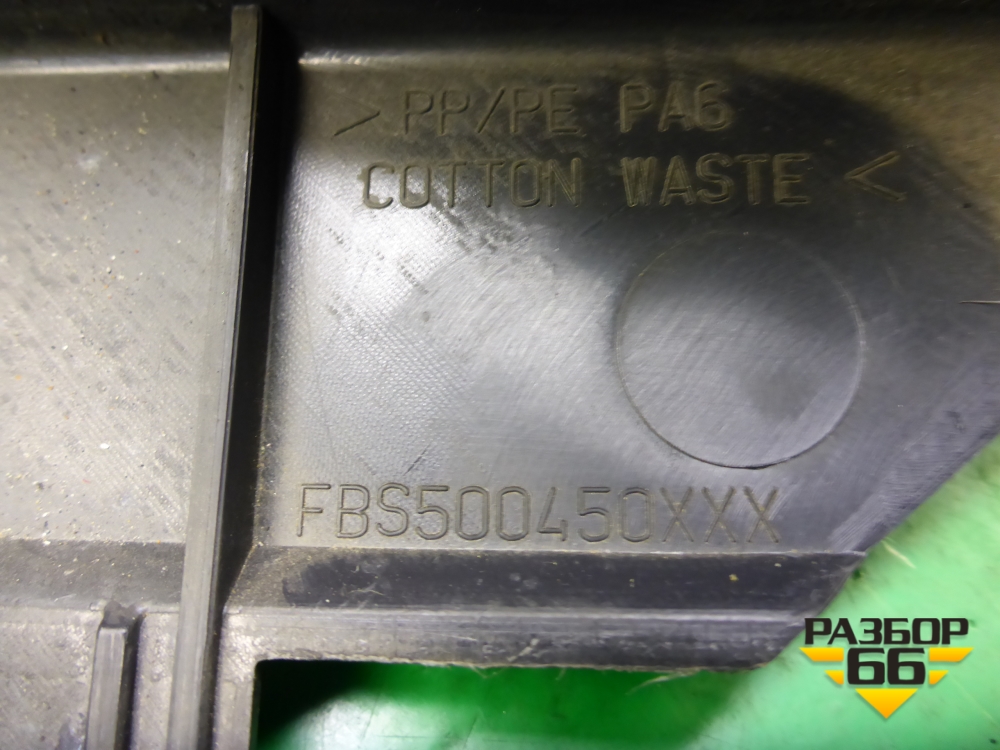 > PP/PE PA6
COTTON WASTE <
FBS500450XXX
РАЗБОР
66